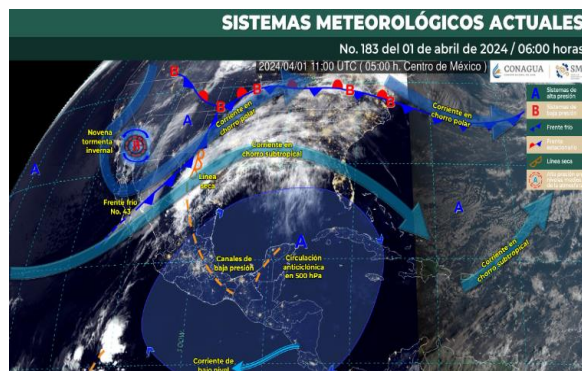 SISTEMAS METEOROLÓGICOS ACTUALES
No. 183 del 01 de abril de 2024 / 06:00 horas
2024/04/01 11:00 UTC ( 05:00 h. Centro de México )
CONAGUA
SM
A
Sistemas de
alta presión
B
Sistemas de
baja presión
Frente frío
Frente
estacionario
Línea seca
A
B
B
B
B
B
A
Corriente en
chorro polar
Corriente en
chorro polar
Novena
tormenta
invernal
B
Corriente en
chorro subtropical
B
Línea
seca
A
Frente frío
No. 43
A
Canales de
baja presión
A
Circulación
anticiclónica
en 500 hPa
Corriente en
chorro subtropical
Corriente de
bajo nivel